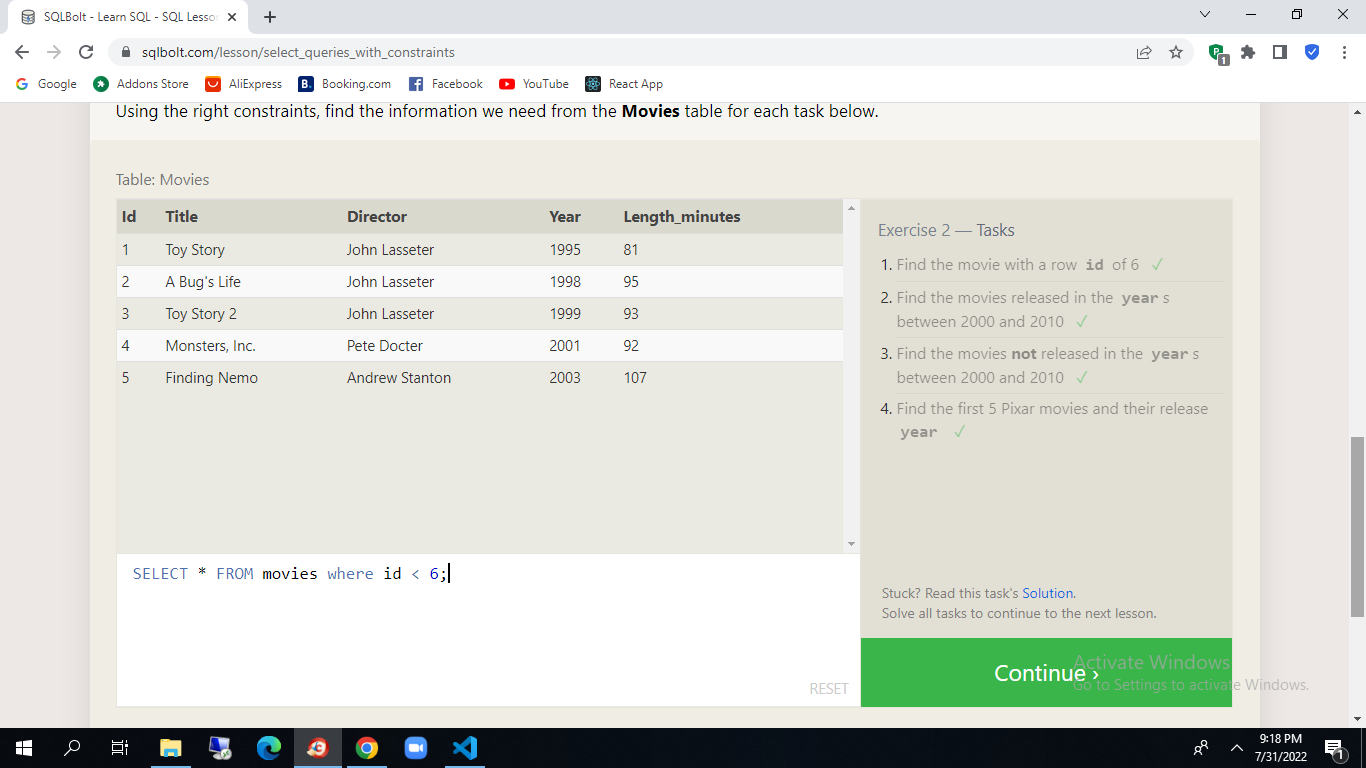 SQLBolt - Learn SQL - SQL Lesso
sqlbolt.com/lesson/select_queries_with_constraints
1
Google Addons Store AliExpress B. Booking.com Facebook YouTube React App
Using the right constraints, find the information we need from the Movies table for each task below.
Table: Movies
Id Title Director Year Length_minutes
1 Toy Story John Lasseter 1995 81
2 A Bug's Life John Lasseter 1998 95
3 Toy Story 2 John Lasseter 1999 93
4 Monsters, Inc. Pete Docter 2001 92
5 Finding Nemo Andrew Stanton 2003 107
SELECT * FROM movies where id < 6;
RESET
Exercise 2 — Tasks
1. Find the movie with a row id of 6 ✓
2. Find the movies released in the year s
between 2000 and 2010 ✓
3. Find the movies not released in the year s
between 2000 and 2010 ✓
4. Find the first 5 Pixar movies and their release
year ✓
Stuck? Read this task's Solution.
Solve all tasks to continue to the next lesson.
Continue ›
Activate Windows
Go to Settings to activate Windows.
9:18 PM
7/31/2022
1